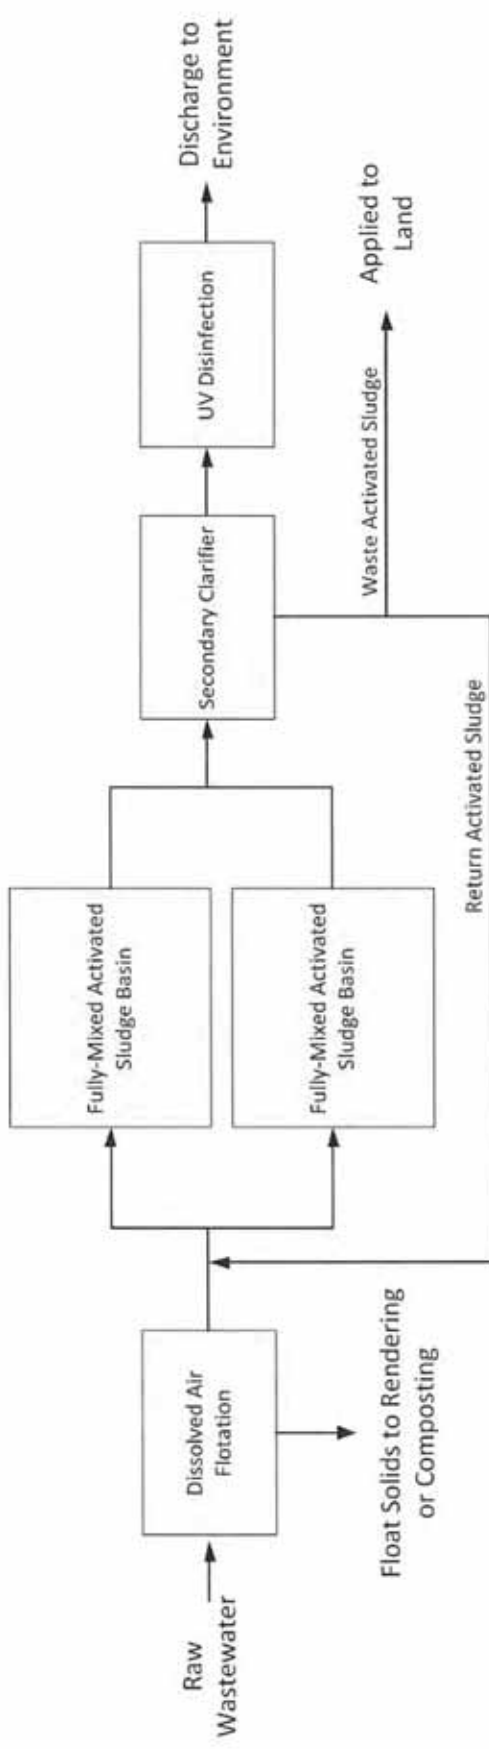 Raw
Wastewater
Dissolved Air
Flotation
Float Solids to Rendering
or Composting
Fully-Mixed Activated
Sludge Basin
Fully-Mixed Activated
Sludge Basin
Return Activated Sludge
Secondary Clarifier
Waste Activated Sludge
Applied to
Land
UV Disinfection
Discharge to
Environment